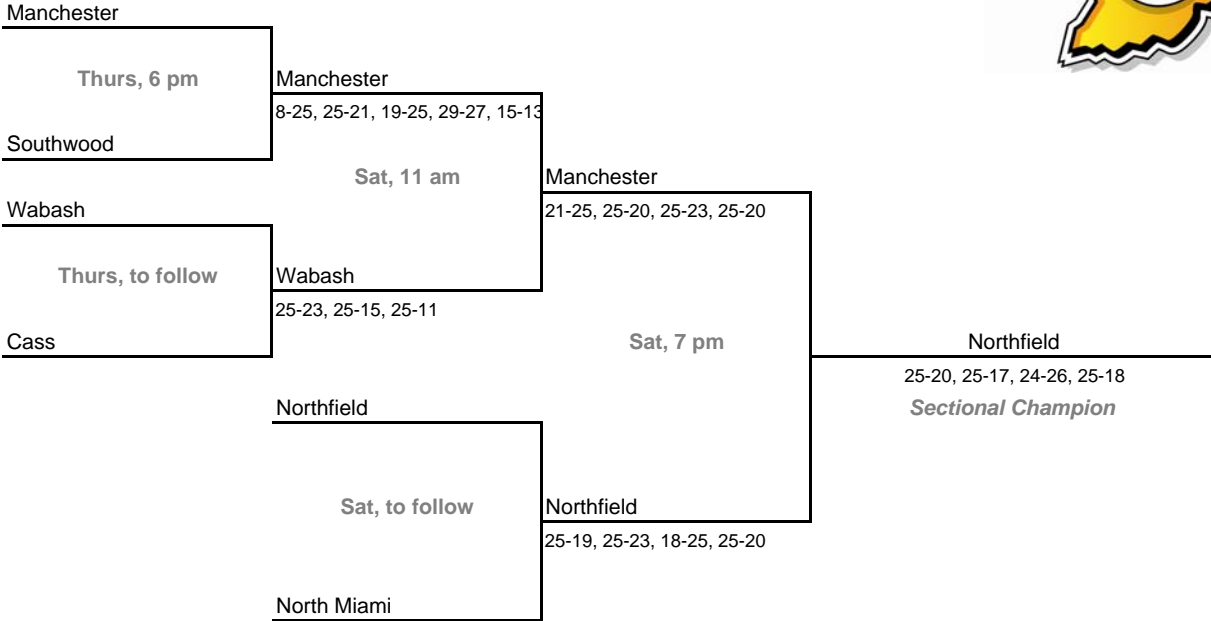 Manchester
Thurs, 6 pm
Manchester
8-25, 25-21, 19-25, 29-27, 15-13
Southwood
Sat, 11 am
Manchester
21-25, 25-20, 25-23, 25-20
Wabash
Thurs, to follow
Wabash
25-23, 25-15, 25-11
Cass
Sat, 7 pm
Northfield
25-20, 25-17, 24-26, 25-18
Sectional Champion
Northfield
Sat, to follow
Northfield
25-19, 25-23, 18-25, 25-20
North Miami